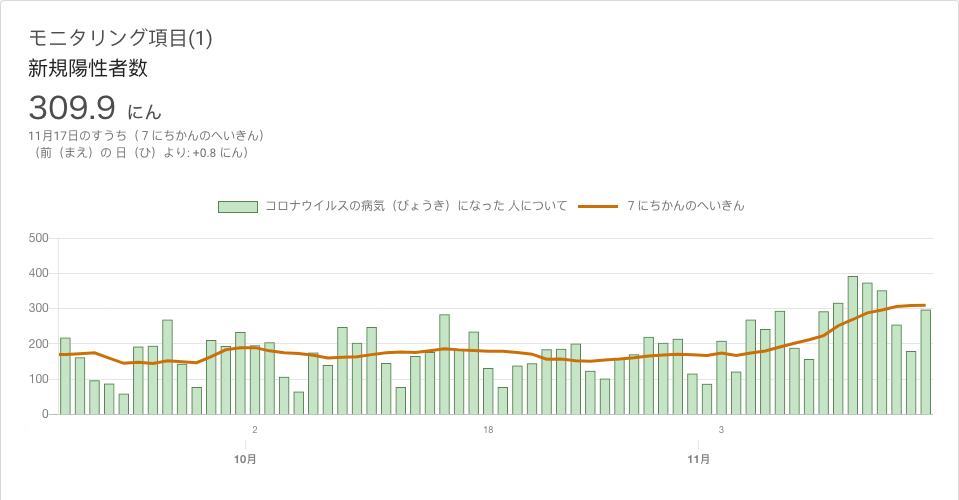 モニタリング項目(1)
新規陽性者数
309.9 にん
11月17日のすうち（７にちかんのへいきん）
（前（まえ）の 日（ひ）より: +0.8 にん）
コロナウイルスの病気（びょうき）になった 人について
７にちかんのへいきん
500
400
300
200
100
0
2
18
3
10月
11月